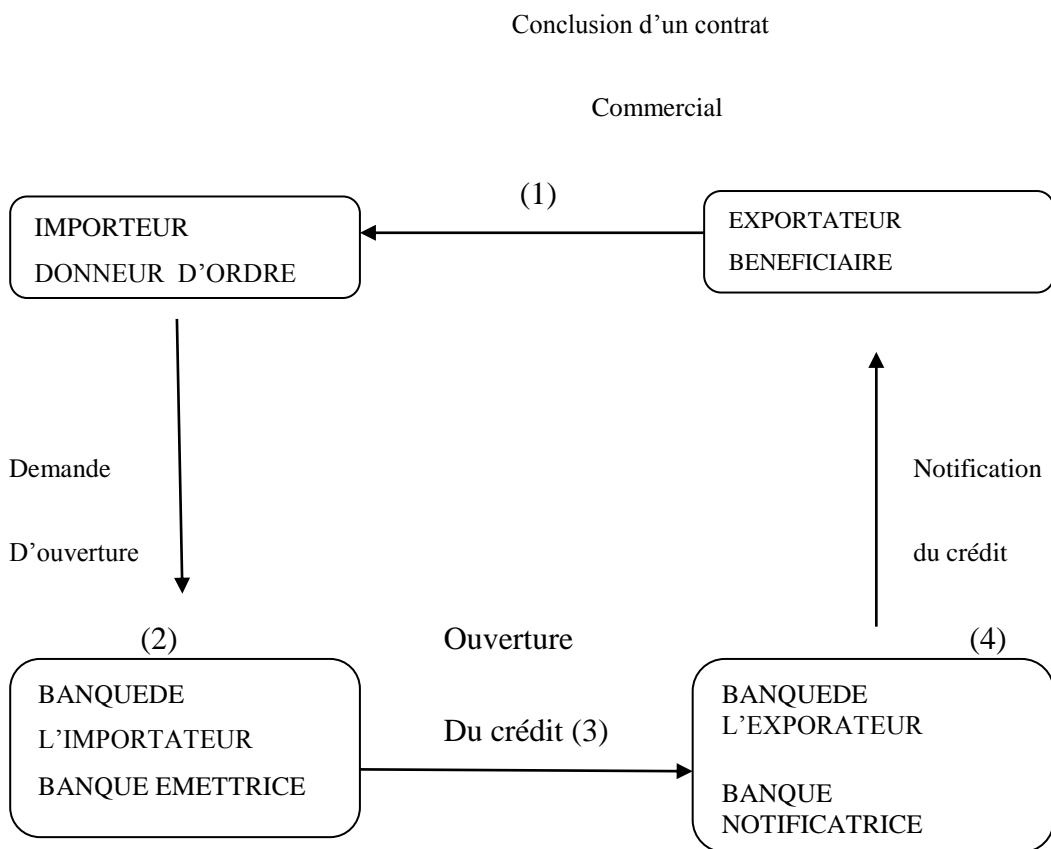 Conclusion d’un contrat
Commercial
(1)
IMPORTEUR
DONNEUR D’ORDRE
EXPORTATEUR
BENEFICIAIRE
Demande
D’ouverture
(2)
Notification
du crédit
(4)
Ouverture
Du crédit (3)
BANQUEDE
L’IMPORTATEUR
BANQUE EMETTRICE
BANQUEDE
L’EXPORATEUR
BANQUE
NOTIFICATRICE